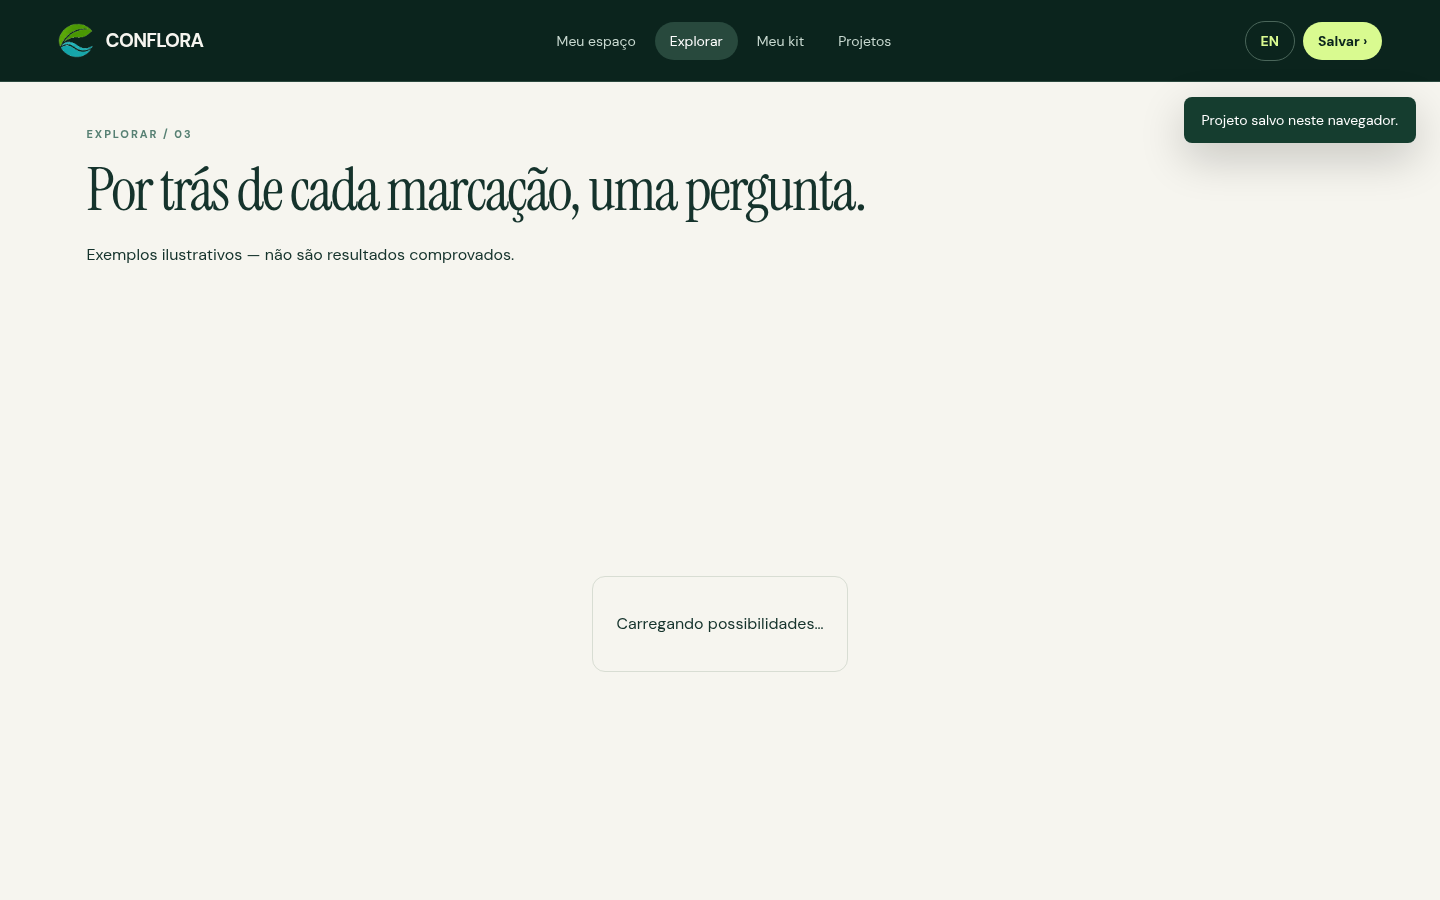 CONFLORA
Meu espaço
Explorar
Meu kit
Projetos
EN
Salvar ›
Projeto salvo neste navegador.
EXPLORAR / 03
Por trás de cada marcação, uma pergunta.
Exemplos ilustrativos — não são resultados comprovados.
Carregando possibilidades…